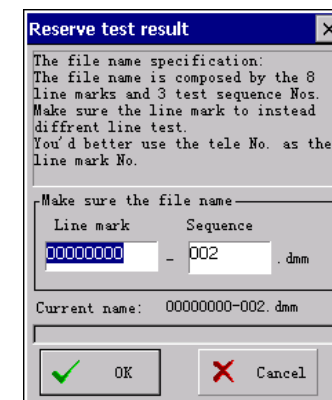 Reserve test result
The file name specification:
The file name is composed by the 8
line marks and 3 test sequence Nos.
Make sure the line mark to instead
diffrent line test.
You'd better use the tele No. as the
line mark No.
Make sure the file name
Line mark Sequence
00000000 - 002 .dmm
Current name: 00000000-002.dmm
OK Cancel